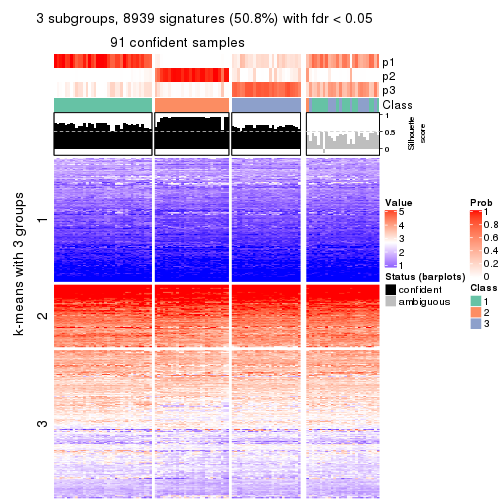 3 subgroups, 8939 signatures (50.8%) with fdr < 0.05
91 confident samples
p1
p2
p3
Class
1
0.5
0
Silhouette
score
k-means with 3 groups
1
2
3
Value
5
4
3
2
1
Status (barplots)
confident
ambiguous
Prob
1
0.8
0.6
0.4
0.2
0
Class
1
2
3